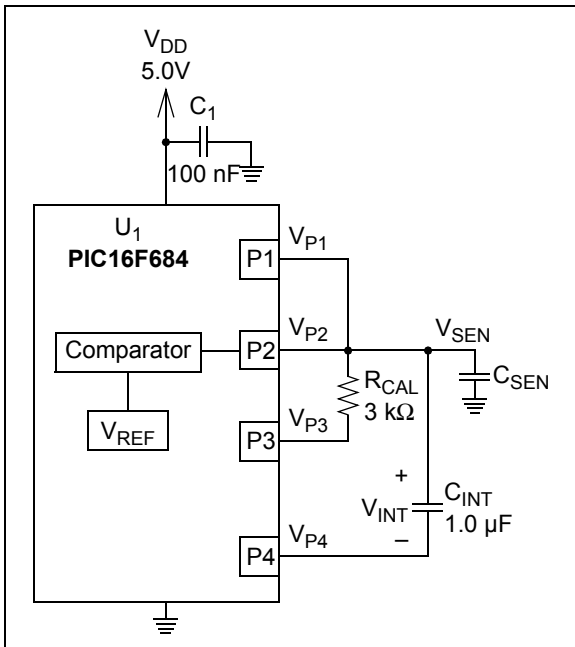 V_DD
5.0V
C_1
100 nF
U_1
PIC16F684
P1
V_P1
Comparator
P2
V_P2
V_SEN
C_SEN
V_REF
R_CAL
3 kΩ
P3
V_P3
+
V_INT
–
C_INT
1.0 µF
P4
V_P4